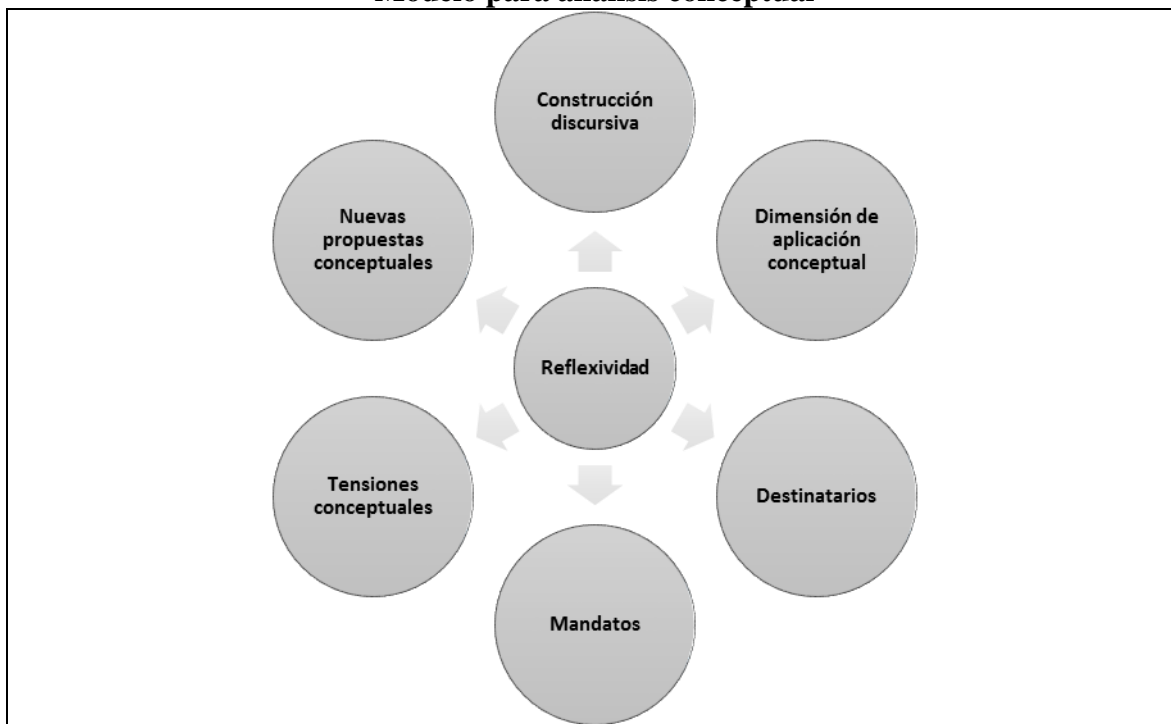 Modelo para análisis conceptual
Construcción
discursiva
Nuevas
propuestas
conceptuales
Dimensión de
aplicación
conceptual
Reflexividad
Tensiones
conceptuales
Destinatarios
Mandatos